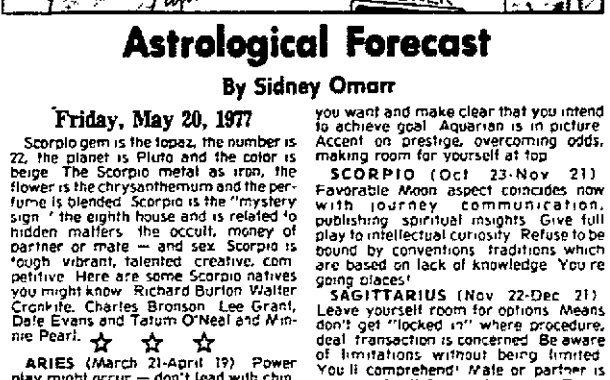 Astrological Forecast
By Sidney Omarr
Friday, May 20, 1977
Scorpio gem is the topaz, the number is
22, the planet is Pluto and the color is
beige The Scorpio metal as iron, the
flower is the chrysanthemum and the per-
fume is blended Scorpio is the "mystery
sign ' the eighth house and is related to
hidden matters the occult, money of
partner or mate — and sex Scorpio is
tough vibrant, talented creative, com
petitive Here are some Scorpio natives
you might know Richard Burton Walter
Cronkite, Charles Bronson Lee Grant,
Dale Evans and Tatum O'Neal and Min-
nie Pearl.
ARIES (March 21-April 19) Power
play might occur — don't lead with chin
you want and make clear that you intend
to achieve goal Aquarian is in picture
Accent on prestige, overcoming odds,
making room for yourself at top
SCORPIO (Oct 23-Nov 21)
Favorable Moon aspect coincides now
with journey communication,
publishing spiritual insights Give full
play to intellectual curiosity Refuse to be
bound by conventions traditions which
are based on lack of knowledge You're
going places!
SAGITTARIUS (Nov 22-Dec 21)
Leave yourself room for options Means
don't get "locked in" where procedure,
deal transaction is concerned Be aware
of limitations without being limited
You'll comprehend! Mate or partner is